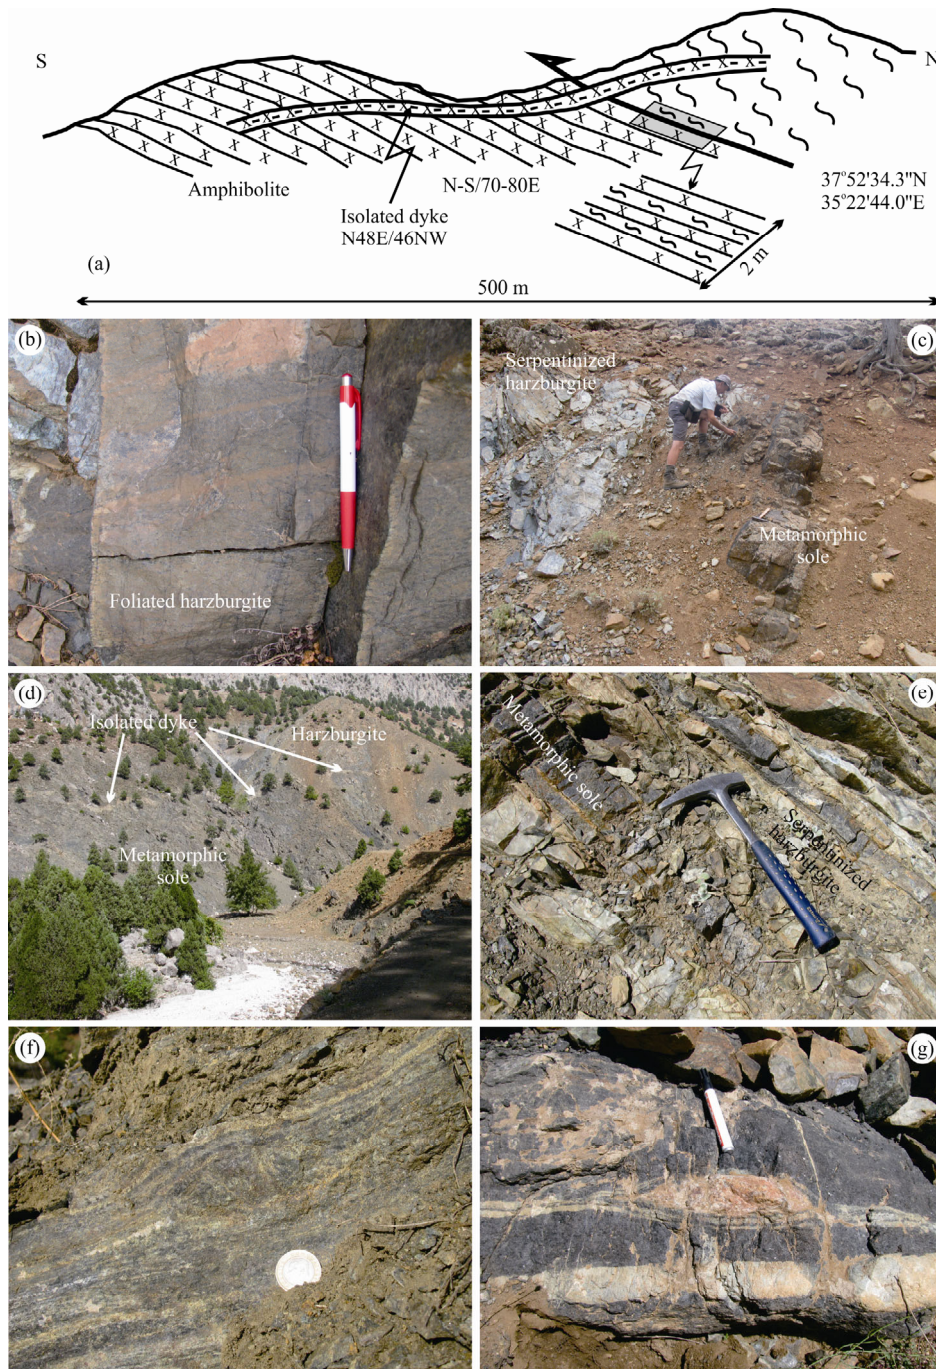 S
N
Amphibolite
N-S/70-80E
37°52'34.3"N
35°22'44.0"E
Isolated dyke
N48E/46NW
2 m
(a)
500 m
(b)
Foliated harzburgite
(c)
Serpentinized
harzburgite
Metamorphic
sole
(d)
Isolated dyke
Harzburgite
Metamorphic
sole
(e)
Metamorphic
sole
Serpentinized
harzburgite
(f)
(g)